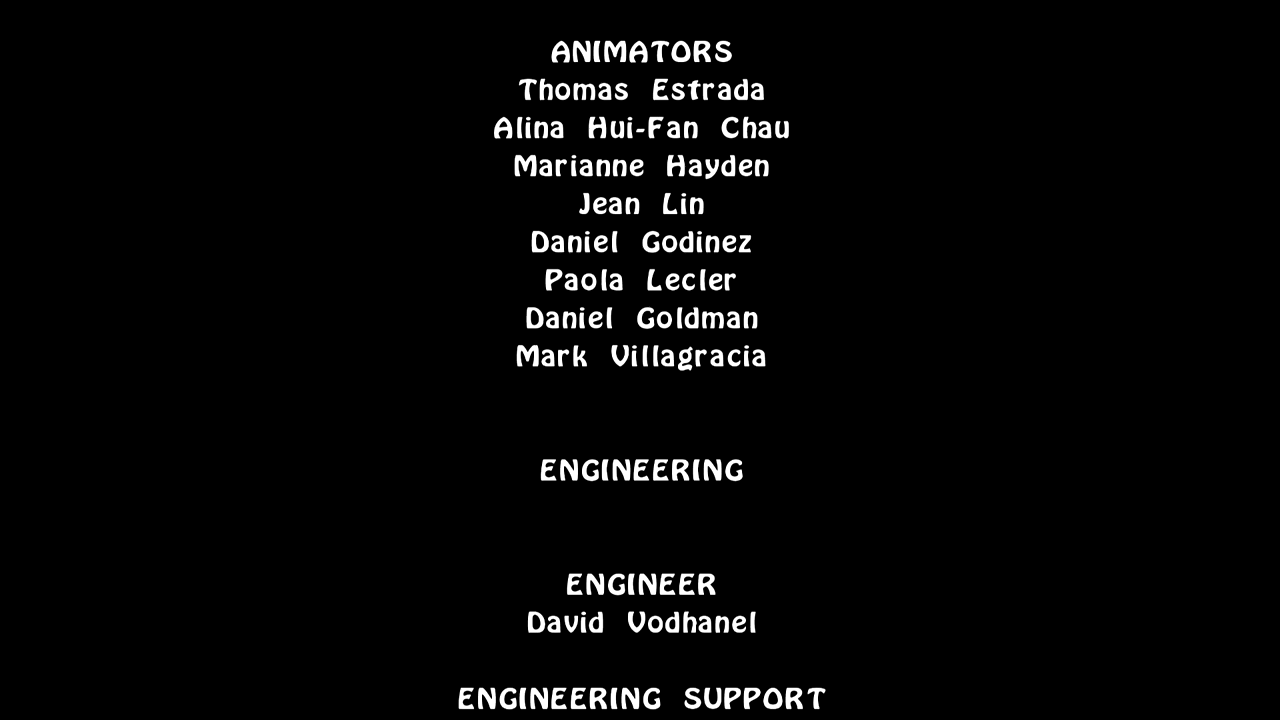 ANIMATORS
Thomas Estrada
Alina Hui-Fan Chau
Marianne Hayden
Jean Lin
Daniel Godinez
Paola Lecler
Daniel Goldman
Mark Villagracia
ENGINEERING
ENGINEER
David Vodhanel
ENGINEERING SUPPORT